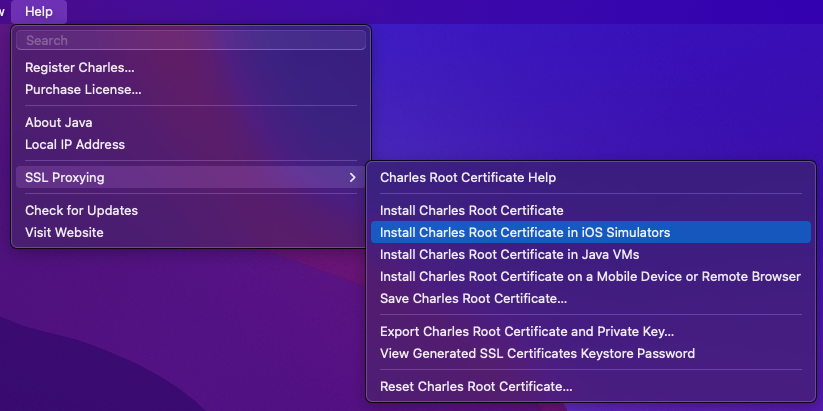 Help
Search
Register Charles...
Purchase License...
About Java
Local IP Address
SSL Proxying
Check for Updates
Visit Website
Charles Root Certificate Help
Install Charles Root Certificate
Install Charles Root Certificate in iOS Simulators
Install Charles Root Certificate in Java VMs
Install Charles Root Certificate on a Mobile Device or Remote Browser
Save Charles Root Certificate...
Export Charles Root Certificate and Private Key...
View Generated SSL Certificates Keystore Password
Reset Charles Root Certificate...